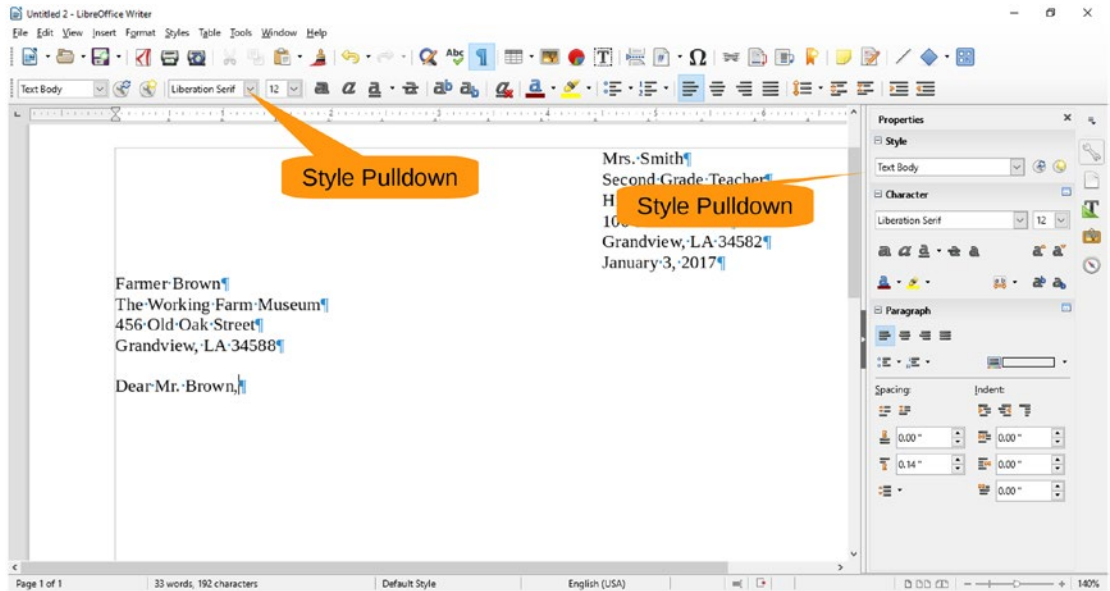 Untitled 2 - LibreOffice Writer
File Edit View Insert Format Styles Table Tools Window Help
Text Body Liberation Serif 12
Properties
Style
Text Body
Character
Liberation Serif 12
Paragraph
Spacing: Indent:
0.00 " 0.00 "
0.14 " 0.00 "
0.00 "
Style Pulldown
Style Pulldown
Mrs. Smith¶
Second Grade Teacher¶
Grandview, LA 34582¶
January 3, 2017¶
Farmer Brown¶
The Working Farm Museum¶
456 Old Oak Street¶
Grandview, LA 34588¶
Dear Mr. Brown,¶
Page 1 of 1 33 words, 192 characters Default Style English (USA) 140%